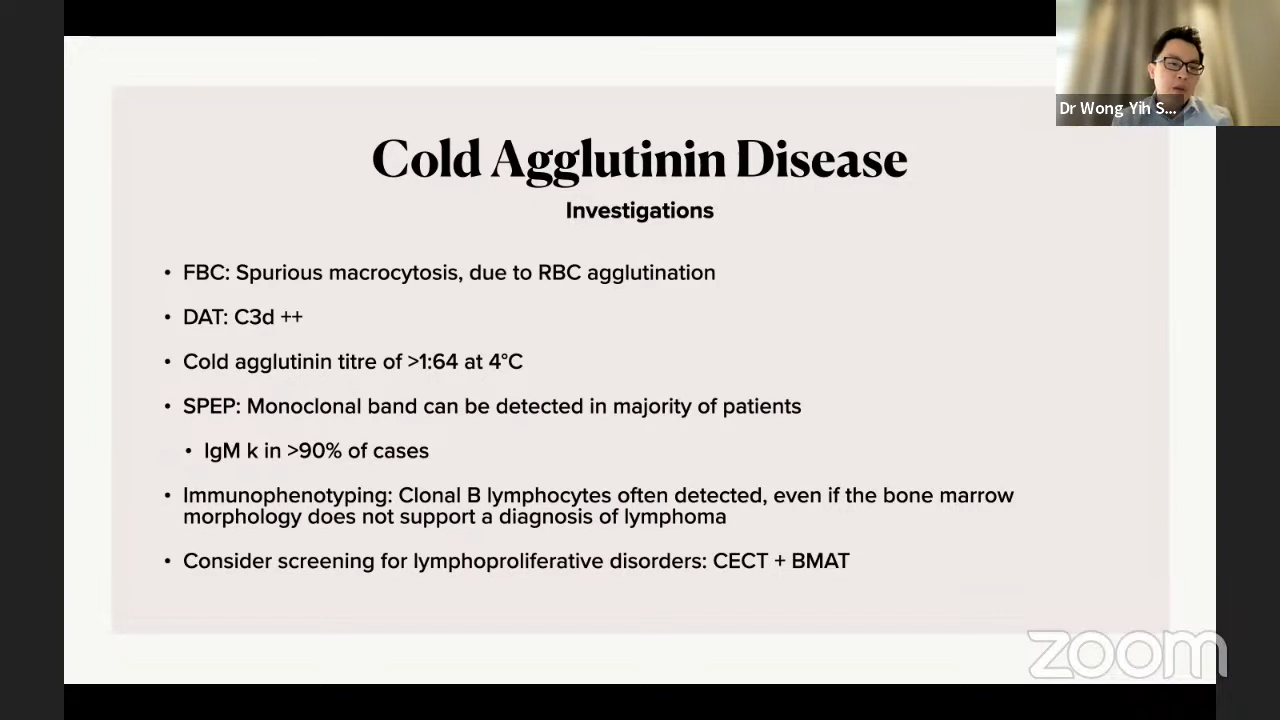 Dr Wong Yih S...
Cold Agglutinin Disease
Investigations
• FBC: Spurious macrocytosis, due to RBC agglutination
• DAT: C3d ++
• Cold agglutinin titre of >1:64 at 4°C
• SPEP: Monoclonal band can be detected in majority of patients
• IgM k in >90% of cases
• Immunophenotyping: Clonal B lymphocytes often detected, even if the bone marrow
morphology does not support a diagnosis of lymphoma
• Consider screening for lymphoproliferative disorders: CECT + BMAT
zoom